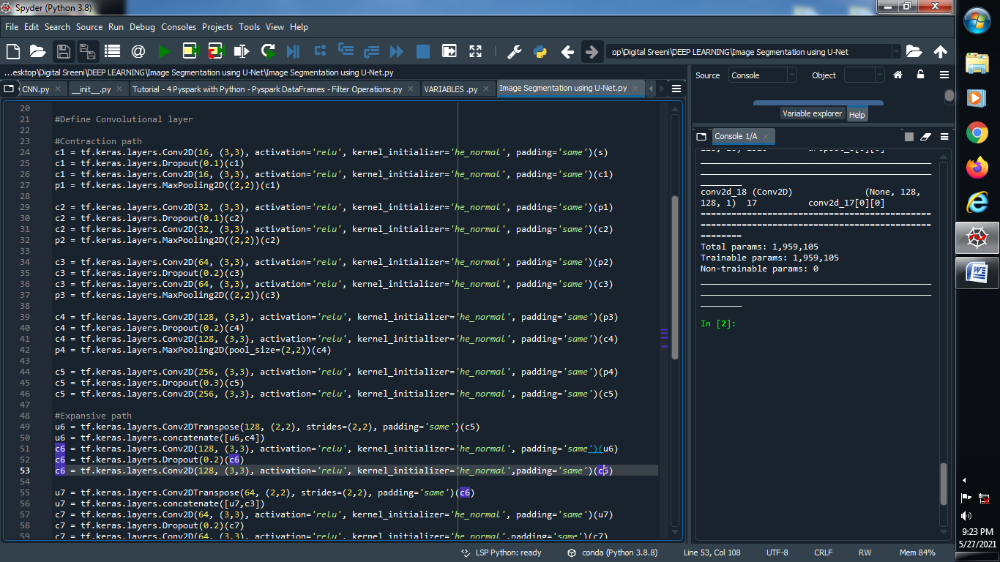 Spyder (Python 3.8)
File Edit Search Source Run Debug Consoles Projects Tools View Help
:op\Digital Sreeni\DEEP LEARNING\Image Segmentation using U-Net
...esktop\Digital Sreeni\DEEP LEARNING\Image Segmentation using U-Net\Image Segmentation using U-Net.py
CNN.py __init__.py Tutorial - 4 Pyspark with Python - Pyspark DataFrames - Filter Operations.py VARIABLES .py Image Segmentation using U-Net.py
20
21 #Define Convolutional layer
22
23 #Contraction path
24 c1 = tf.keras.layers.Conv2D(16, (3,3), activation='relu', kernel_initializer='he_normal', padding='same')(s)
25 c1 = tf.keras.layers.Dropout(0.1)(c1)
26 c1 = tf.keras.layers.Conv2D(16, (3,3), activation='relu', kernel_initializer='he_normal', padding='same')(c1)
27 p1 = tf.keras.layers.MaxPooling2D((2,2))(c1)
28
29 c2 = tf.keras.layers.Conv2D(32, (3,3), activation='relu', kernel_initializer='he_normal', padding='same')(p1)
30 c2 = tf.keras.layers.Dropout(0.1)(c2)
31 c2 = tf.keras.layers.Conv2D(32, (3,3), activation='relu', kernel_initializer='he_normal', padding='same')(c2)
32 p2 = tf.keras.layers.MaxPooling2D((2,2))(c2)
33
34 c3 = tf.keras.layers.Conv2D(64, (3,3), activation='relu', kernel_initializer='he_normal', padding='same')(p2)
35 c3 = tf.keras.layers.Dropout(0.2)(c3)
36 c3 = tf.keras.layers.Conv2D(64, (3,3), activation='relu', kernel_initializer='he_normal', padding='same')(c3)
37 p3 = tf.keras.layers.MaxPooling2D((2,2))(c3)
38
39 c4 = tf.keras.layers.Conv2D(128, (3,3), activation='relu', kernel_initializer='he_normal', padding='same')(p3)
40 c4 = tf.keras.layers.Dropout(0.2)(c4)
41 c4 = tf.keras.layers.Conv2D(128, (3,3), activation='relu', kernel_initializer='he_normal', padding='same')(c4)
42 p4 = tf.keras.layers.MaxPooling2D(pool_size=(2,2))(c4)
43
44 c5 = tf.keras.layers.Conv2D(256, (3,3), activation='relu', kernel_initializer='he_normal', padding='same')(p4)
45 c5 = tf.keras.layers.Dropout(0.3)(c5)
46 c5 = tf.keras.layers.Conv2D(256, (3,3), activation='relu', kernel_initializer='he_normal', padding='same')(c5)
47
48 #Expansive path
49 u6 = tf.keras.layers.Conv2DTranspose(128, (2,2), strides=(2,2), padding='same')(c5)
50 u6 = tf.keras.layers.concatenate([u6,c4])
51 c6 = tf.keras.layers.Conv2D(128, (3,3), activation='relu', kernel_initializer='he_normal', padding='same')(u6)
52 c6 = tf.keras.layers.Dropout(0.2)(c6)
53 c6 = tf.keras.layers.Conv2D(128, (3,3), activation='relu', kernel_initializer='he_normal',padding='same')(c6)
54
55 u7 = tf.keras.layers.Conv2DTranspose(64, (2,2), strides=(2,2), padding='same')(c6)
56 u7 = tf.keras.layers.concatenate([u7,c3])
57 c7 = tf.keras.layers.Conv2D(64, (3,3), activation='relu', kernel_initializer='he_normal', padding='same')(u7)
58 c7 = tf.keras.layers.Dropout(0.2)(c7)
59 c7 = tf.keras.layers.Conv2D(64, (3,3), activation='relu', kernel_initializer='he_normal',padding='same')(c7)
Source Console Object
Variable explorer Help
Console 1/A
conv2d_18 (Conv2D) (None, 128,
128, 1) 17 conv2d_17[0][0]
=============================================
=============================================
========
Total params: 1,959,105
Trainable params: 1,959,105
Non-trainable params: 0
In [2]:
LSP Python: ready conda (Python 3.8.8) Line 53, Col 108 UTF-8 CRLF RW Mem 84%
9:23 PM
5/27/2021